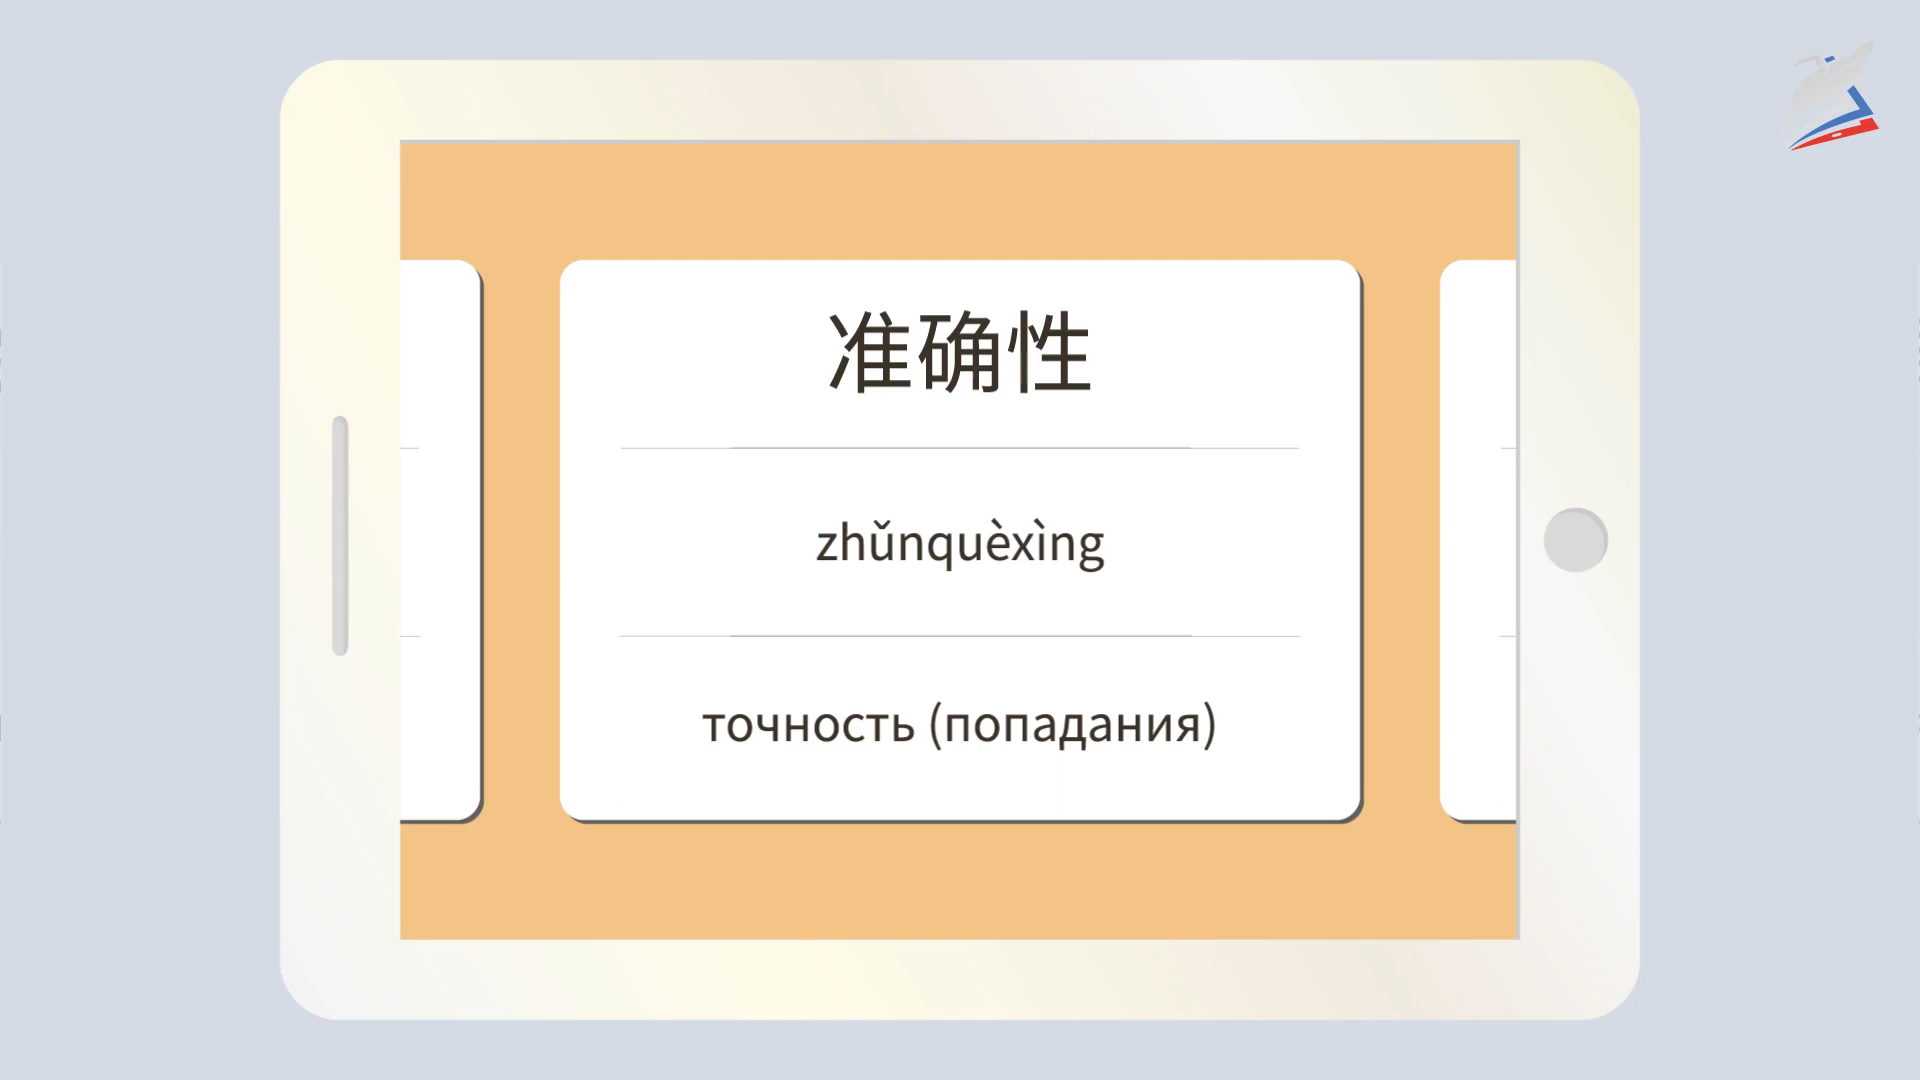 准确性
zhǔnquèxìng
точность (попадания)